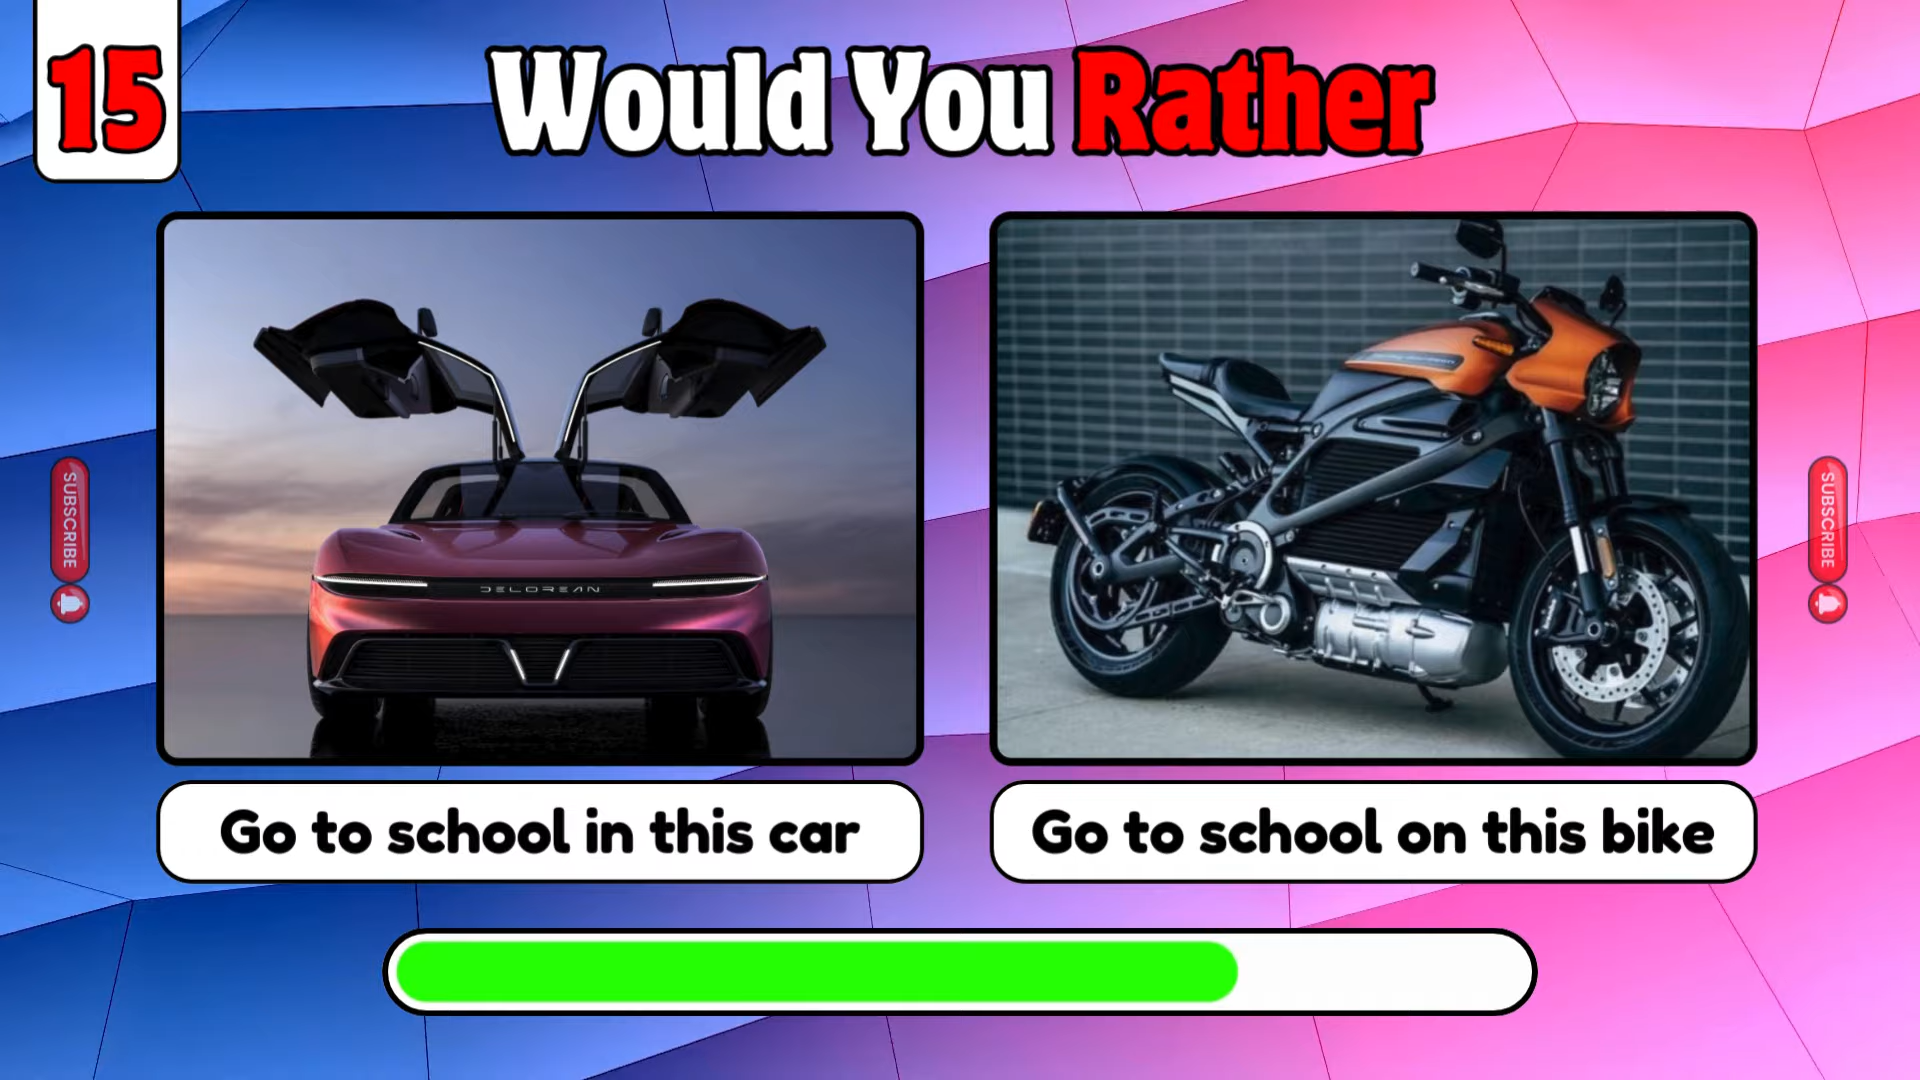 15
Would You Rather
SUBSCRIBE
DELOREAN
SUBSCRIBE
Go to school in this car
Go to school on this bike